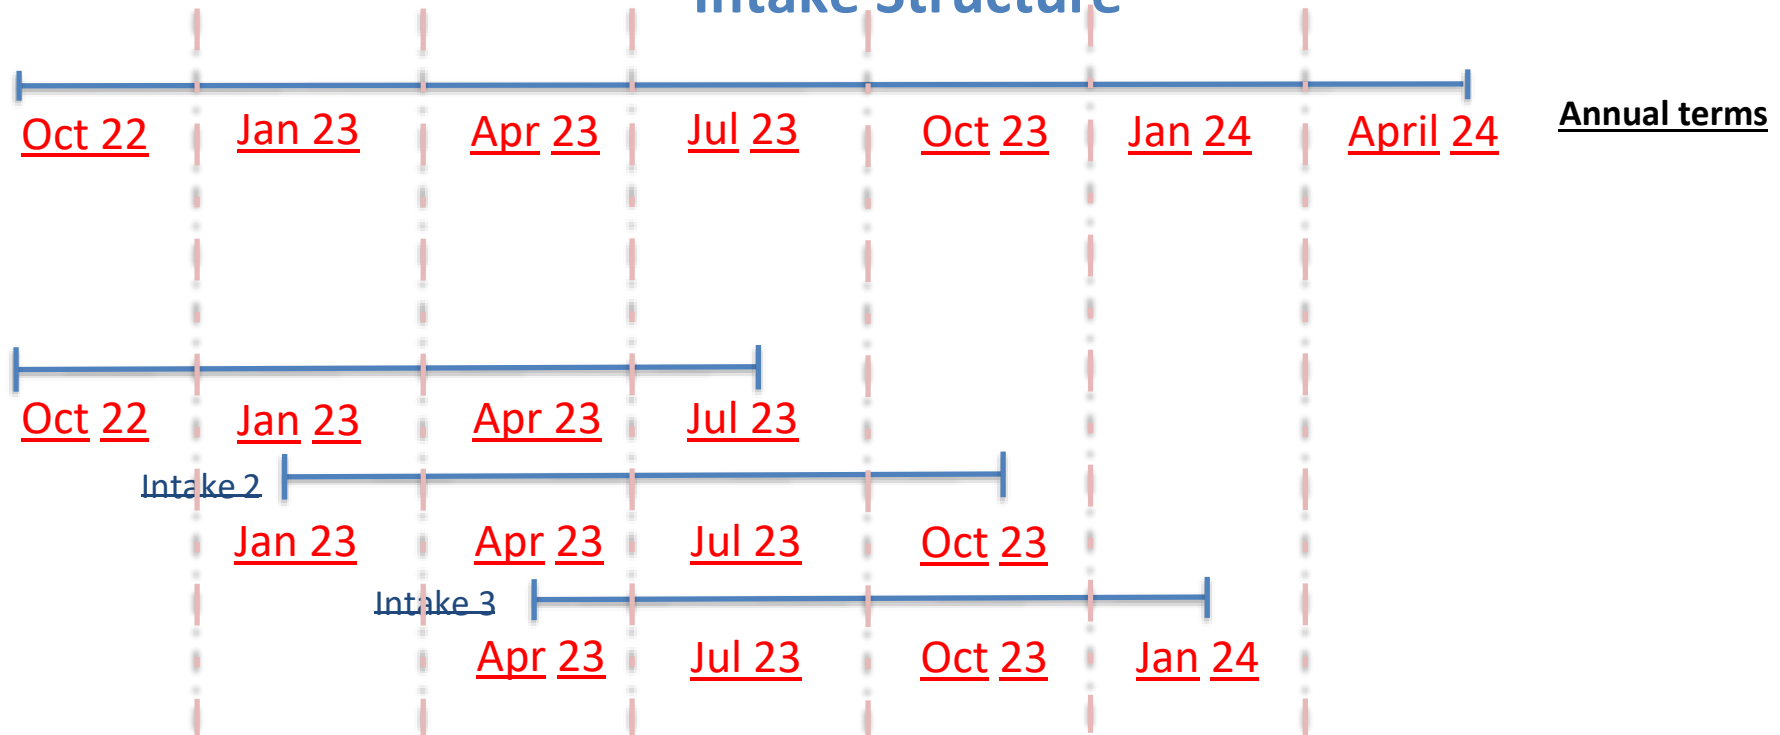 Intake Structure
Oct 22 Jan 23 Apr 23 Jul 23 Oct 23 Jan 24 April 24 Annual terms
Oct 22 Jan 23 Apr 23 Jul 23
Intake 2
Jan 23 Apr 23 Jul 23 Oct 23
Intake 3
Apr 23 Jul 23 Oct 23 Jan 24